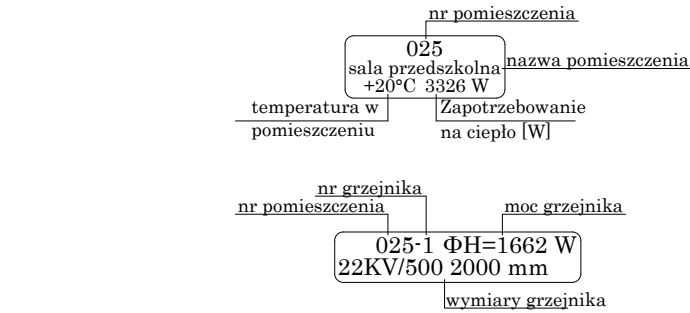 nr pomieszczenia
025
sala przedszkolna
nazwa pomieszczenia
+20°C 3326 W
temperatura w
pomieszczeniu
Zapotrzebowanie
na ciepło [W]
nr grzejnika
nr pomieszczenia
moc grzejnika
025-1 ΦH=1662 W
22KV/500 2000 mm
wymiary grzejnika